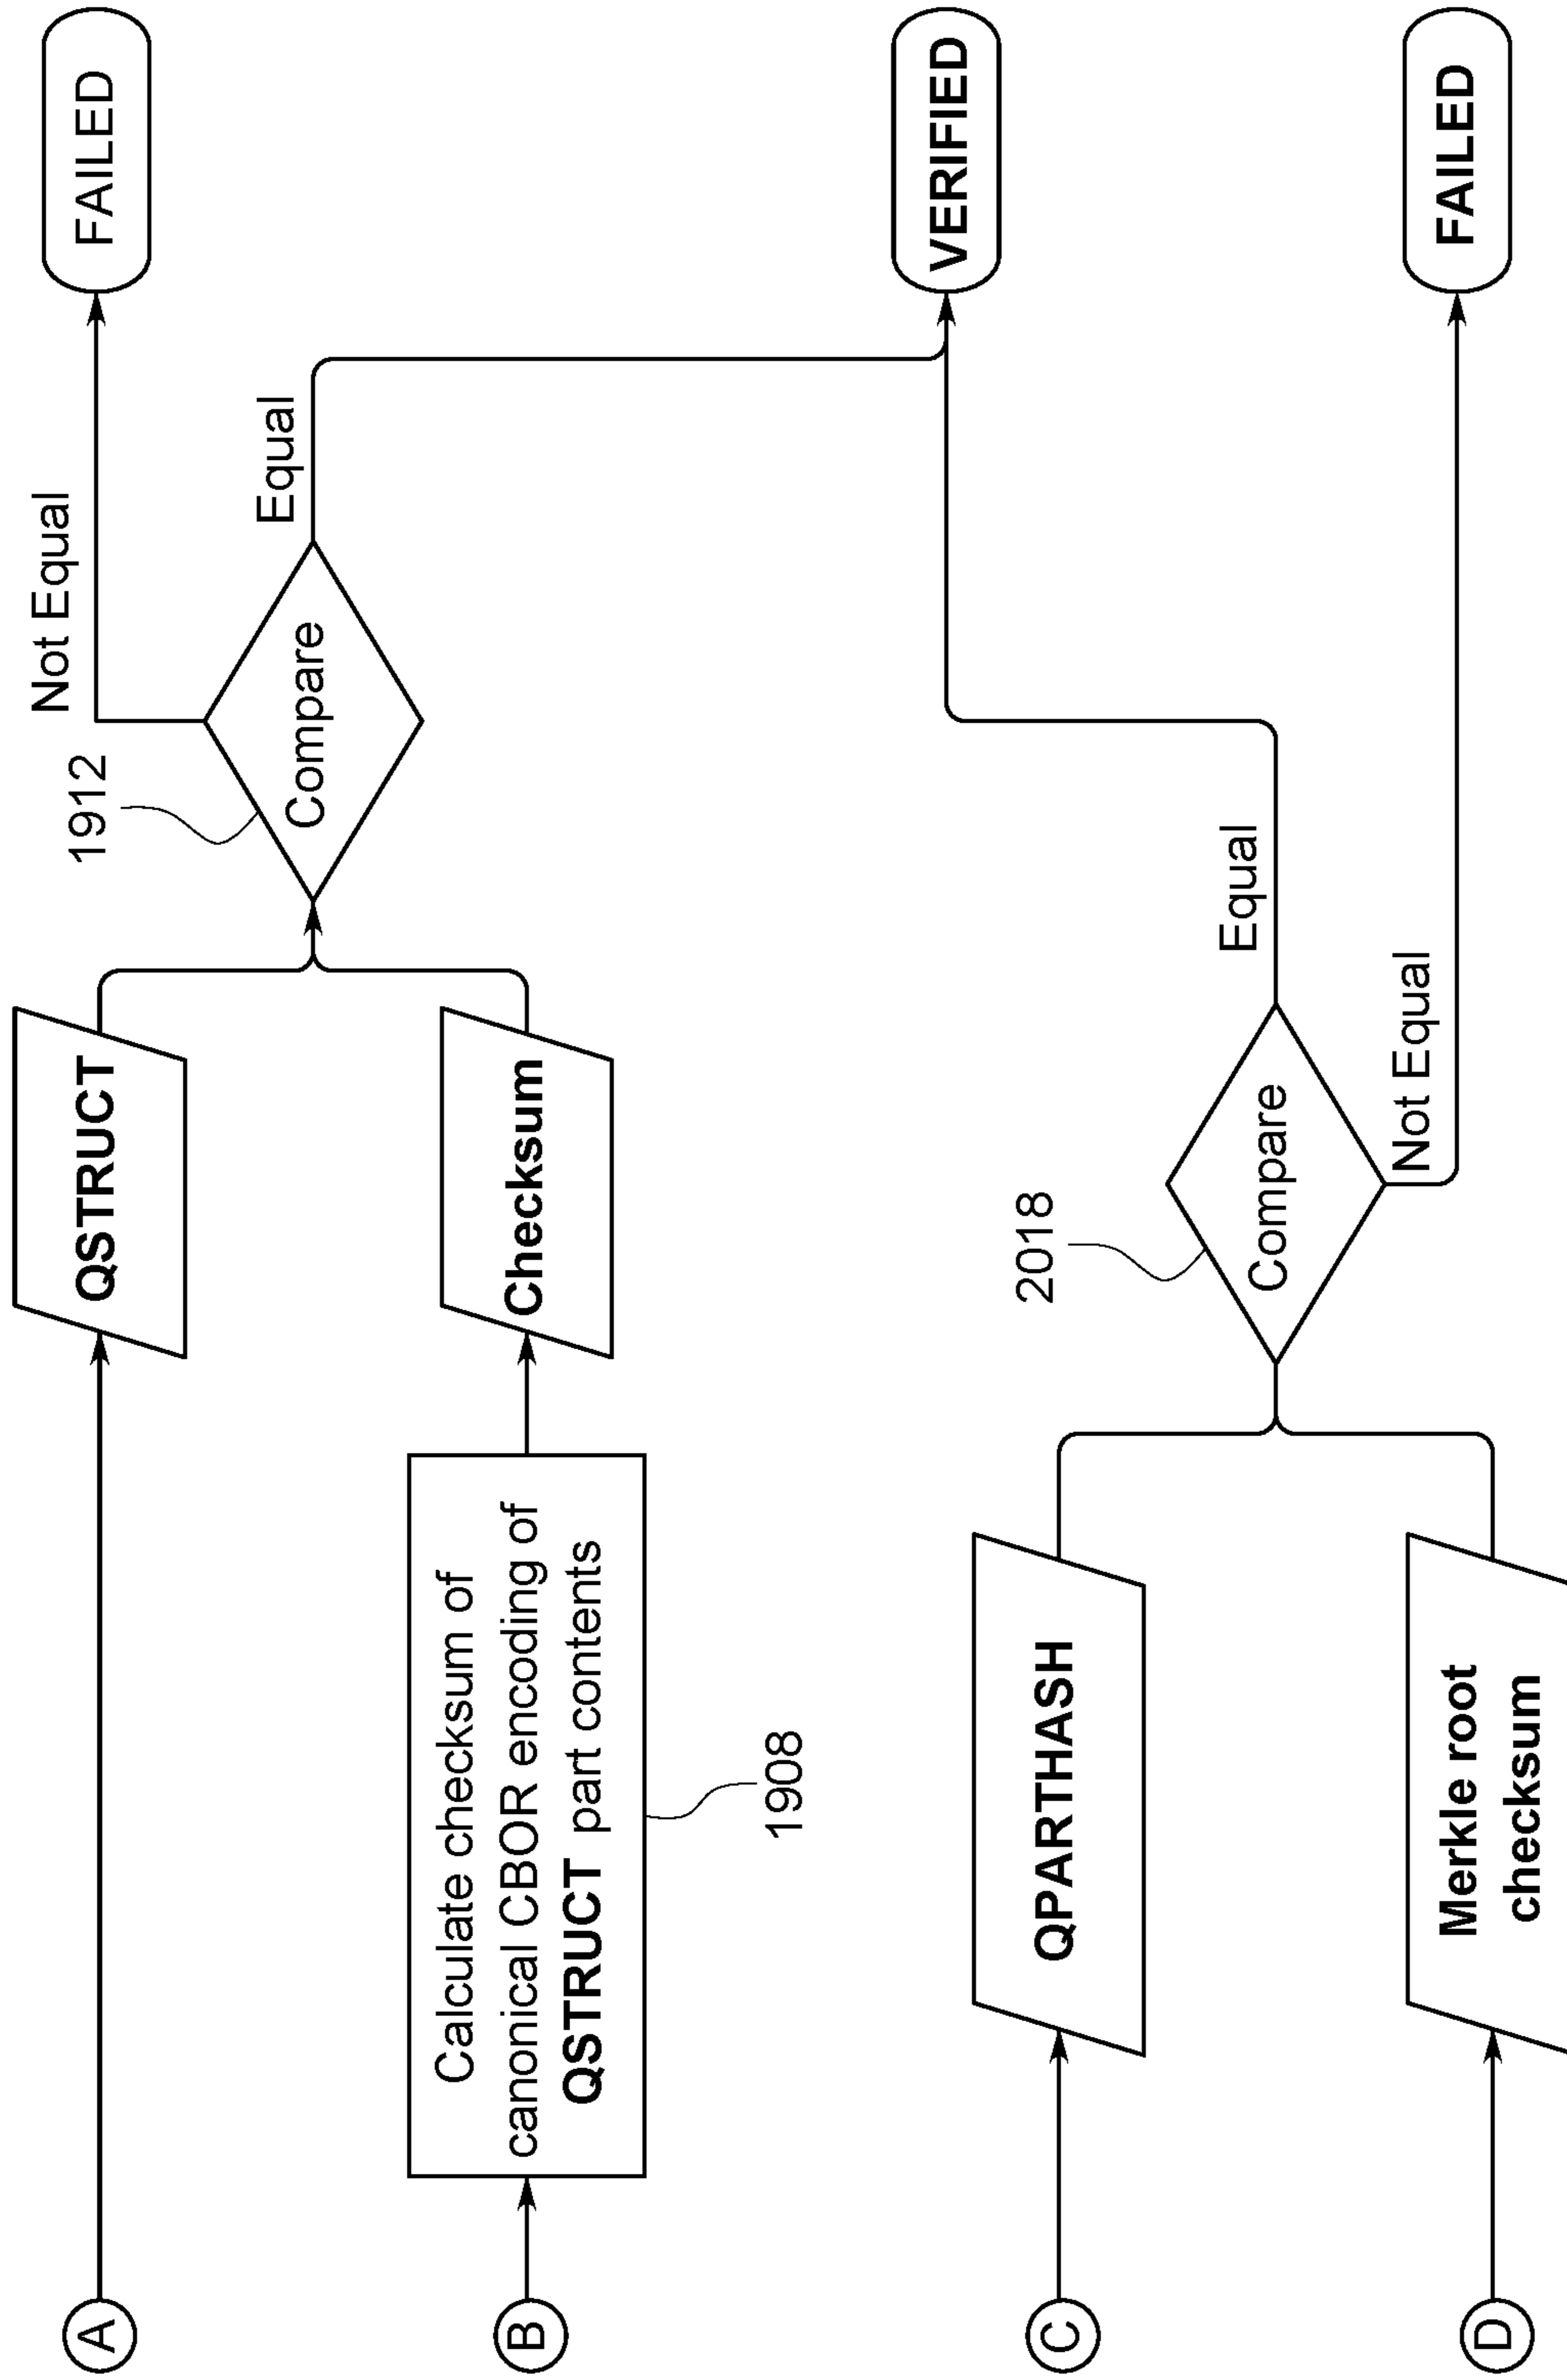 A
QSTRUCT
Not Equal
FAILED
1912
Compare
Equal
B
Calculate checksum of
canonical CBOR encoding of
QSTRUCT part contents
1908
Checksum
VERIFIED
C
QPARTHASH
2018
Compare
Equal
Not Equal
FAILED
D
Merkle root
checksum